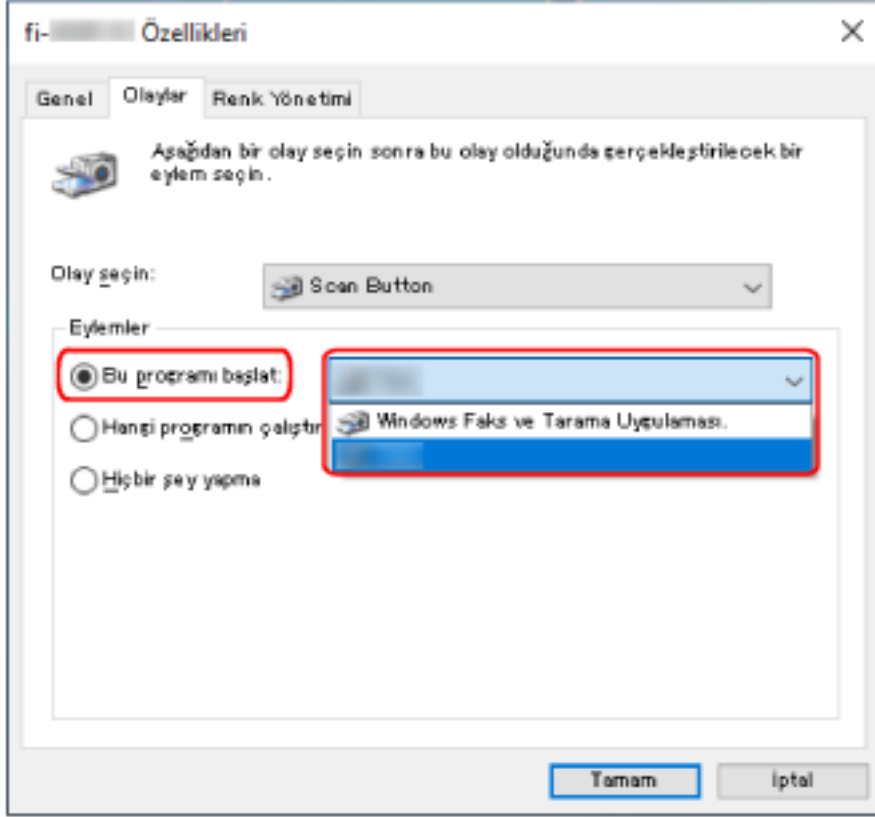 fi- Özellikleri
Genel
Olaylar
Renk Yönetimi
Aşağıdan bir olay seçin sonra bu olay olduğunda gerçekleştirilecek bir
eylem seçin.
Olay seçin:
Scan Button
Eylemler
Bu programı başlat:
Hangi programın çalıştır
Windows Faks ve Tarama Uygulaması.
Hiçbir şey yapma
Tamam
İptal